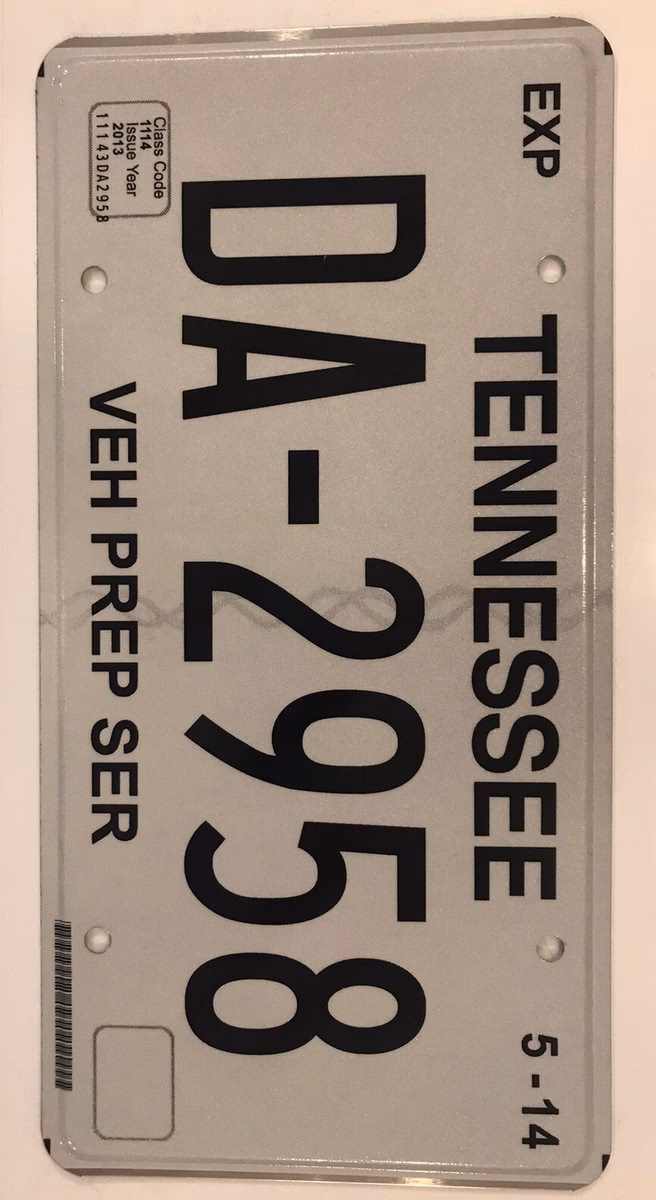 EXP TENNESSEE 5-14
DA-2958
Class Code
1114
Issue Year
2013
11143DA2958
VEH PREP SER